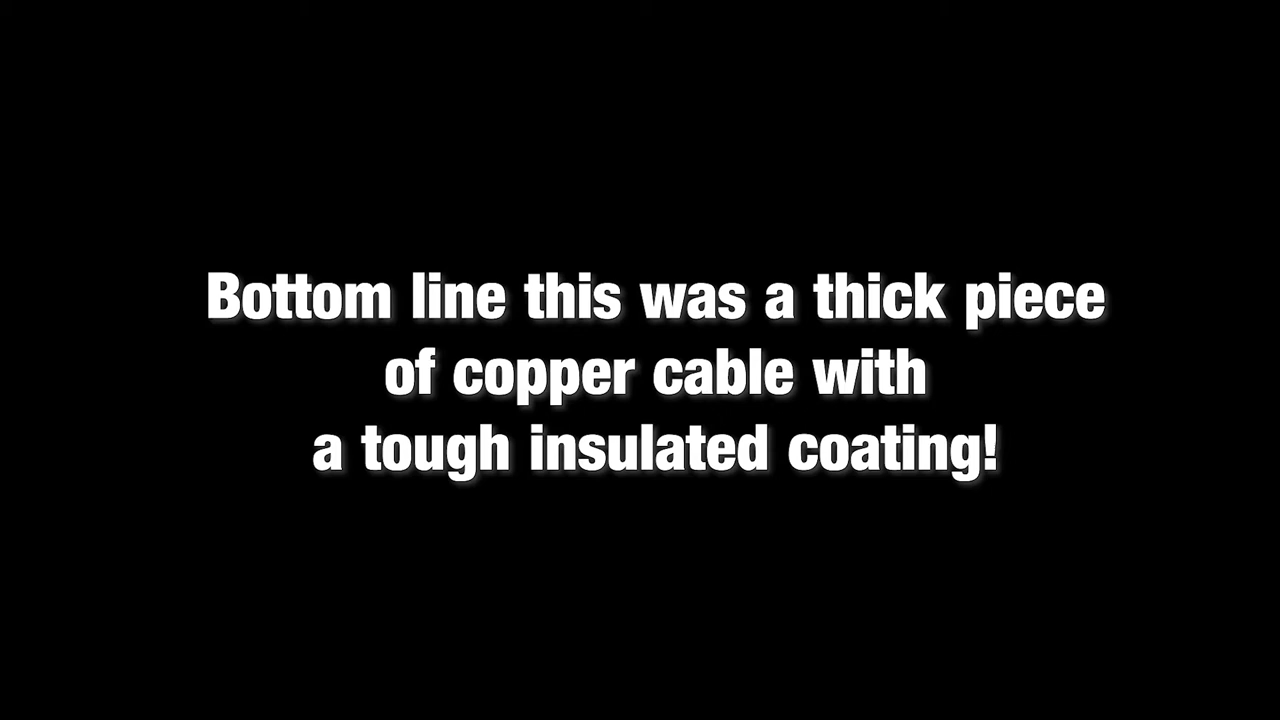 Bottom line this was a thick piece
of copper cable with
a tough insulated coating!